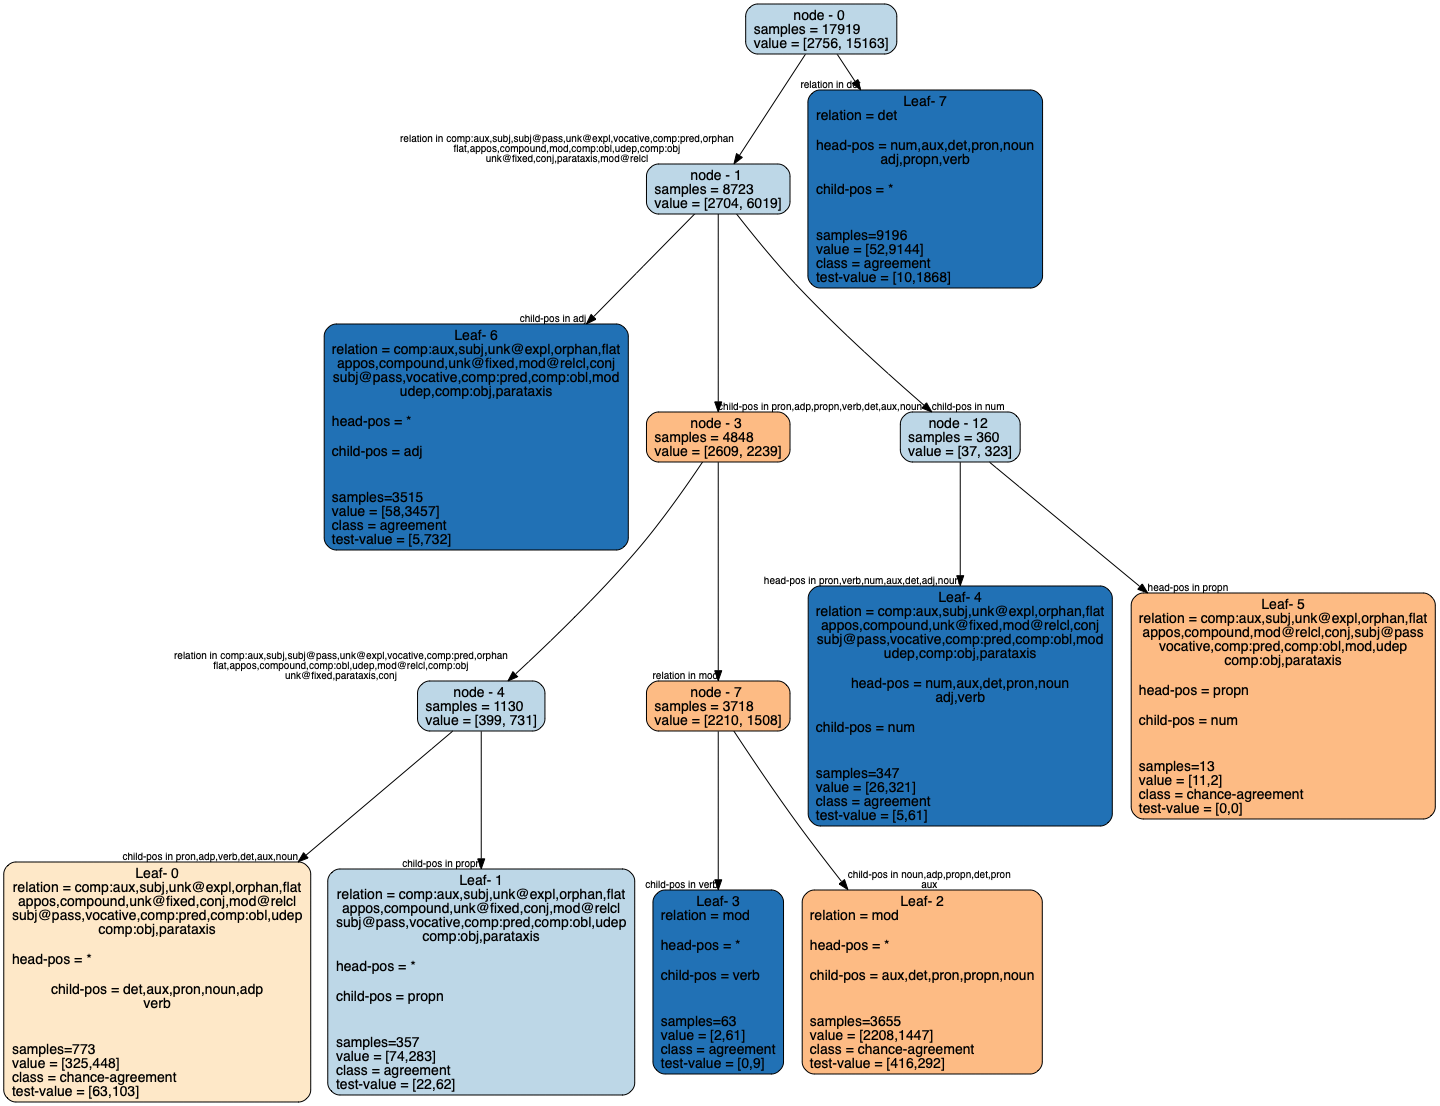 node - 0
samples = 17919
value = [2756, 15163]
relation in det
Leaf- 7
relation = det
head-pos = num,aux,det,pron,noun
adj,propn,verb
child-pos = *
samples=9196
value = [52,9144]
class = agreement
test-value = [10,1868]
relation in comp:aux,subj,subj@pass,unk@expl,vocative,comp:pred,orphan
flat,appos,compound,mod,comp:obl,udep,comp:obj
unk@fixed,conj,parataxis,mod@relcl
node - 1
samples = 8723
value = [2704, 6019]
child-pos in adj
Leaf- 6
relation = comp:aux,subj,unk@expl,orphan,flat
appos,compound,unk@fixed,mod@relcl,conj
subj@pass,vocative,comp:pred,comp:obl,mod
udep,comp:obj,parataxis
head-pos = *
child-pos = adj
samples=3515
value = [58,3457]
class = agreement
test-value = [5,732]
child-pos in pron,adp,propn,verb,det,aux,noun
node - 3
samples = 4848
value = [2609, 2239]
child-pos in num
node - 12
samples = 360
value = [37, 323]
head-pos in pron,verb,num,aux,det,adj,noun
Leaf- 4
relation = comp:aux,subj,unk@expl,orphan,flat
appos,compound,unk@fixed,mod@relcl,conj
subj@pass,vocative,comp:pred,comp:obl,mod
udep,comp:obj,parataxis
head-pos = num,aux,det,pron,noun
adj,verb
child-pos = num
samples=347
value = [26,321]
class = agreement
test-value = [5,61]
head-pos in propn
Leaf- 5
relation = comp:aux,subj,unk@expl,orphan,flat
appos,compound,mod@relcl,conj,subj@pass
vocative,comp:pred,comp:obl,mod,udep
comp:obj,parataxis
head-pos = propn
child-pos = num
samples=13
value = [11,2]
class = chance-agreement
test-value = [0,0]
relation in comp:aux,subj,subj@pass,unk@expl,vocative,comp:pred,orphan
flat,appos,compound,comp:obl,udep,mod@relcl,comp:obj
unk@fixed,parataxis,conj
node - 4
samples = 1130
value = [399, 731]
relation in mod
node - 7
samples = 3718
value = [2210, 1508]
child-pos in pron,adp,verb,det,aux,noun
Leaf- 0
relation = comp:aux,subj,unk@expl,orphan,flat
appos,compound,unk@fixed,conj,mod@relcl
subj@pass,vocative,comp:pred,comp:obl,udep
comp:obj,parataxis
head-pos = *
child-pos = det,aux,pron,noun,adp
verb
samples=773
value = [325,448]
class = chance-agreement
test-value = [63,103]
child-pos in propn
Leaf- 1
relation = comp:aux,subj,unk@expl,orphan,flat
appos,compound,unk@fixed,conj,mod@relcl
subj@pass,vocative,comp:pred,comp:obl,udep
comp:obj,parataxis
head-pos = *
child-pos = propn
samples=357
value = [74,283]
class = agreement
test-value = [22,62]
child-pos in verb
Leaf- 3
relation = mod
head-pos = *
child-pos = verb
samples=63
value = [2,61]
class = agreement
test-value = [0,9]
child-pos in noun,adp,propn,det,pron
aux
Leaf- 2
relation = mod
head-pos = *
child-pos = aux,det,pron,propn,noun
samples=3655
value = [2208,1447]
class = chance-agreement
test-value = [416,292]